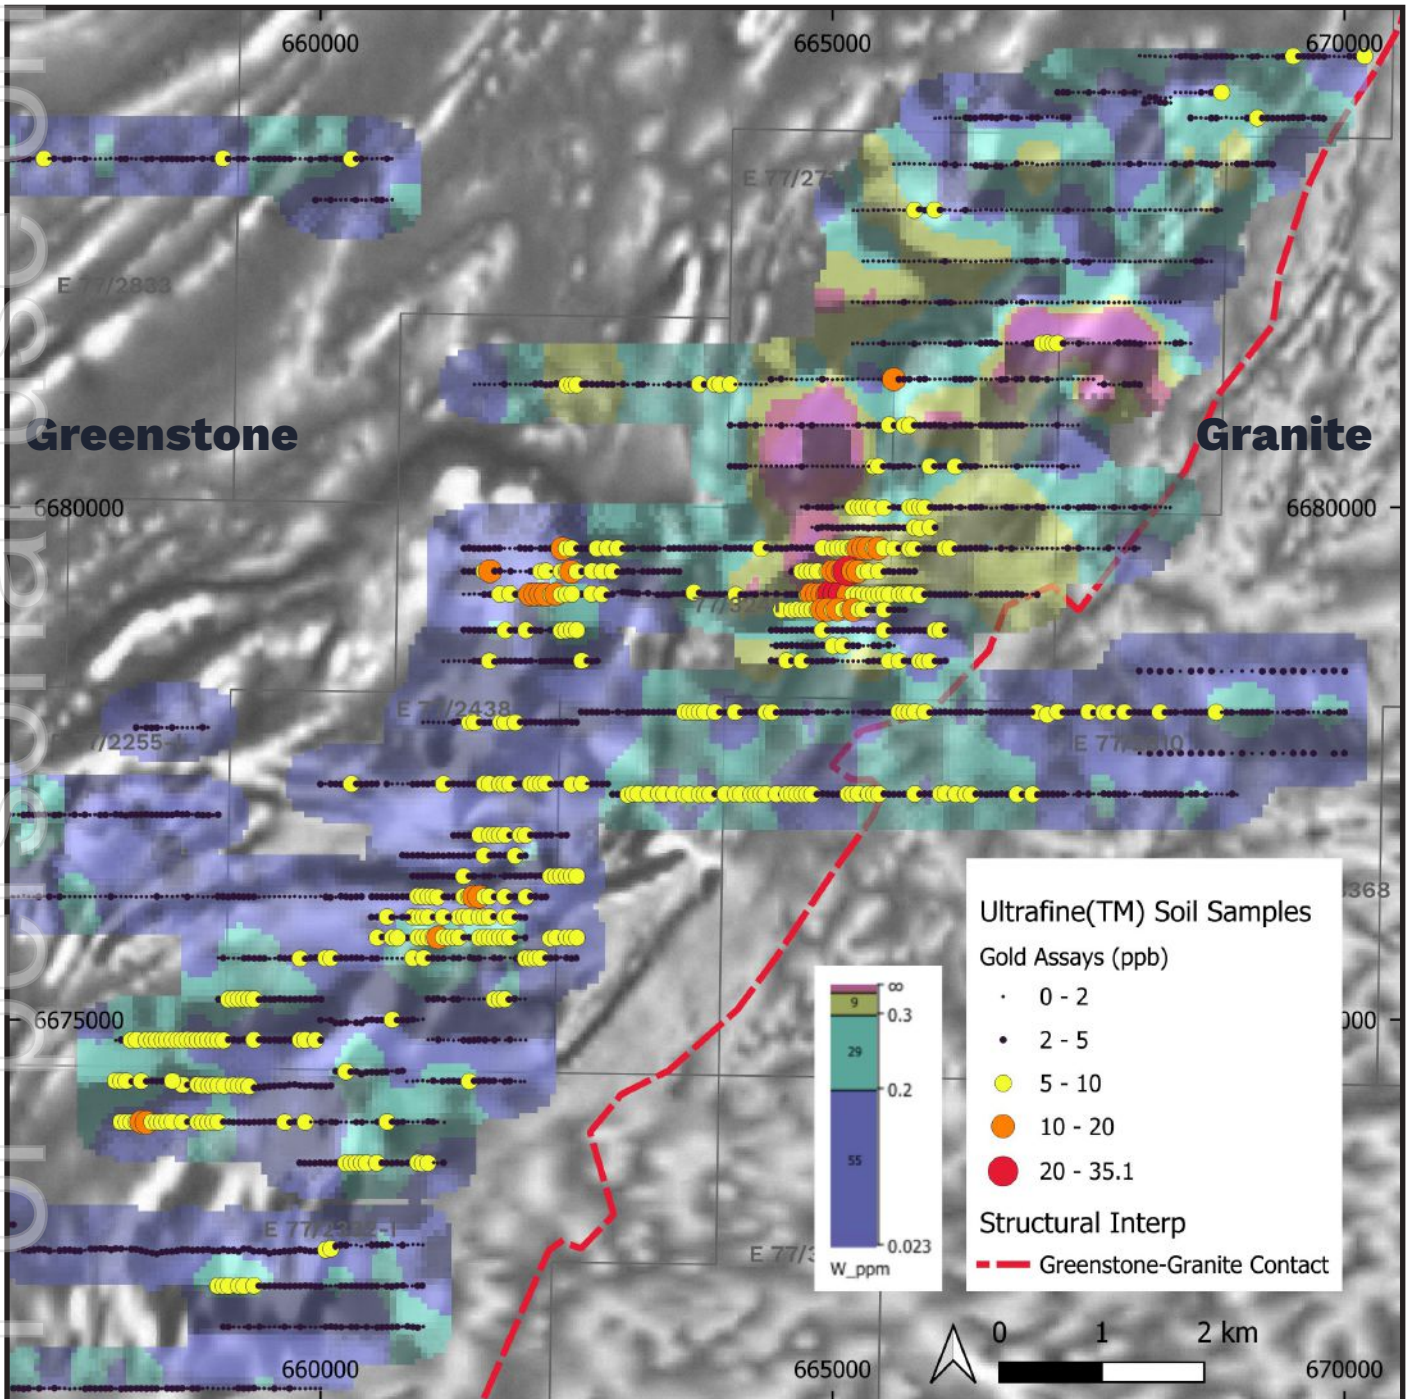 660000
665000
670000
E 77/2833
Greenstone
Granite
6680000
6680000
E 77/2438
6675000
Ultrafine(TM) Soil Samples
Gold Assays (ppb)
0 - 2
2 - 5
5 - 10
10 - 20
20 - 35.1
Structural Interp
Greenstone-Granite Contact
∞
9
0.3
29
0.2
55
0.023
W_ppm
0
1
2 km
660000
665000
670000